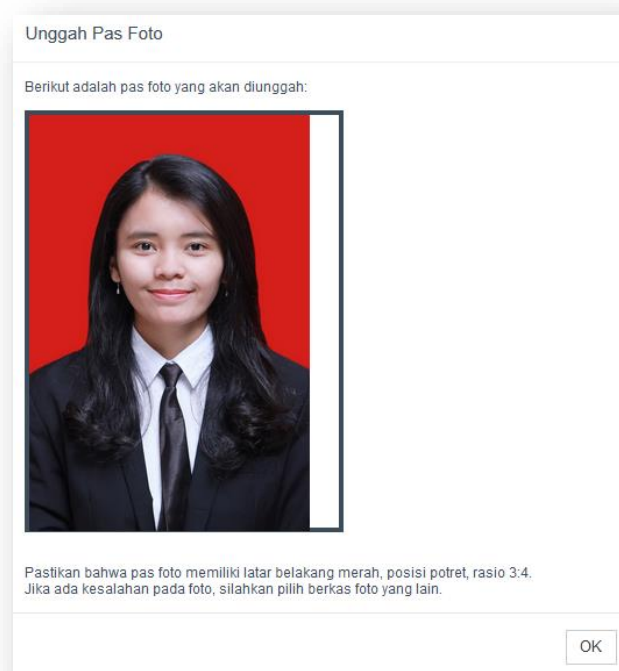 Unggah Pas Foto
Berikut adalah pas foto yang akan diunggah:
Pastikan bahwa pas foto memiliki latar belakang merah, posisi potret, rasio 3:4.
Jika ada kesalahan pada foto, silahkan pilih berkas foto yang lain.
OK